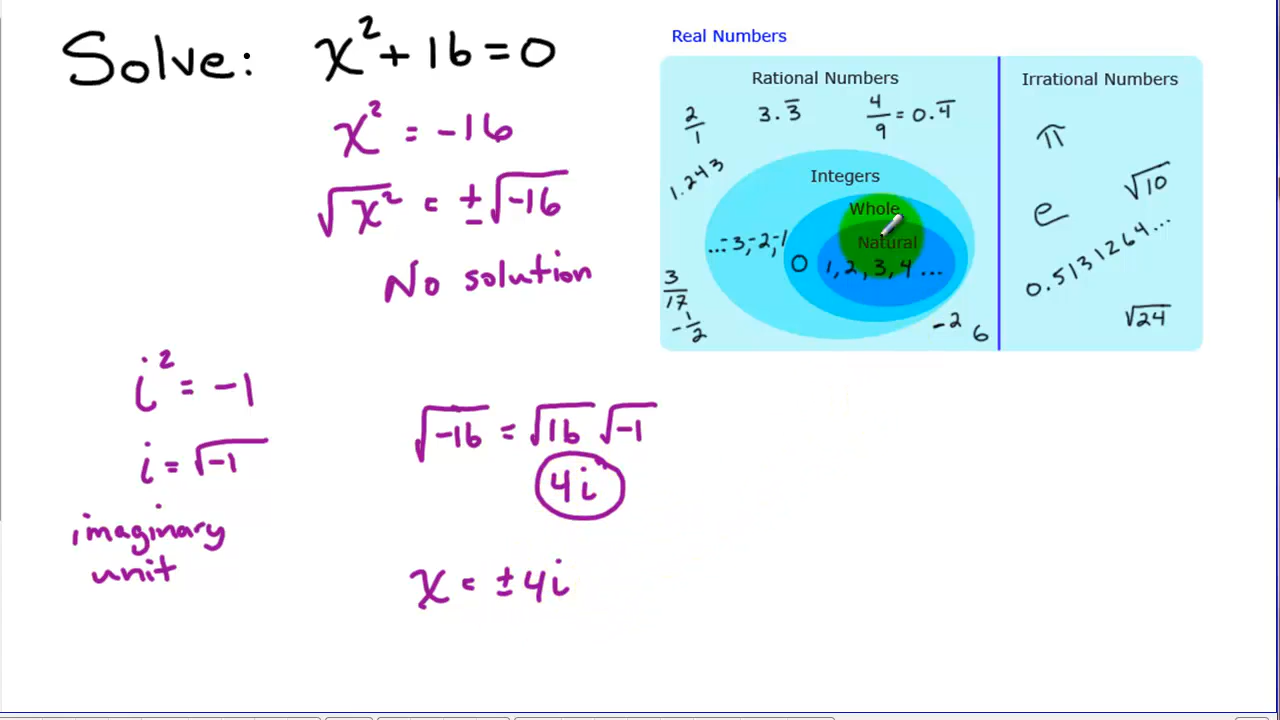 Solve: x² + 16 = 0
x² = -16
√x² = ±√-16
No solution
i² = -1
i = √-1
imaginary
unit
√-16 = √16 √-1
4i
x = ±4i
Real Numbers
Rational Numbers
2/1
3.3̅
4/9 = 0.4̅
1.243
Integers
Whole
Natural
...-3,-2,-1
0
1, 2, 3, 4 ...
3/17
-1/2
-2
6
Irrational Numbers
π
√10
e
0.5131264...
√24